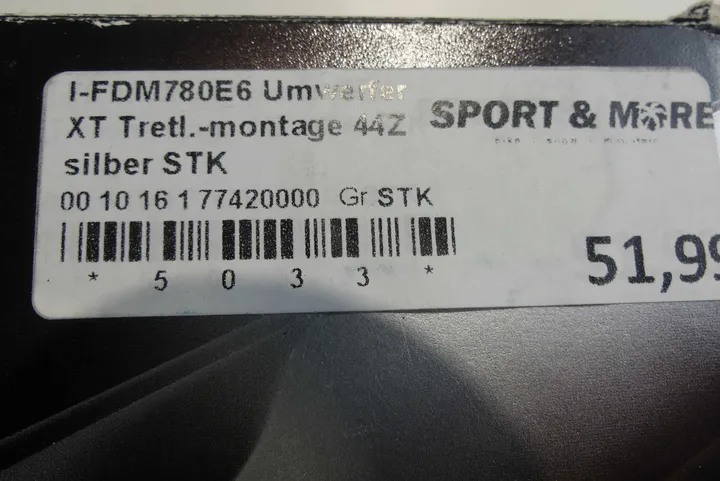 I-FDM780E6 Umwerfer
XT Tretl.-montage 44Z
silber STK
SPORT & MORE
00 10 16 1 77420000 Gr STK
* 5 0 3 3 *
51,99